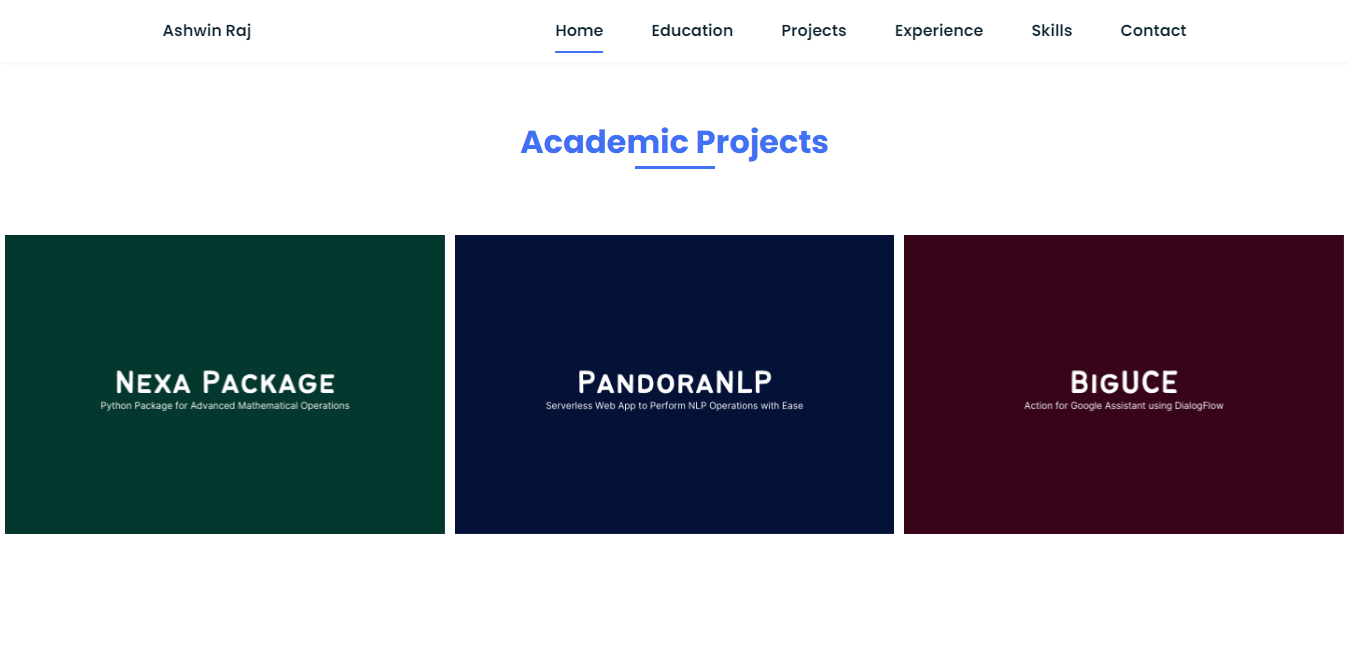 Ashwin Raj Home Education Projects Experience Skills Contact
Academic Projects
Nexa Package
Python Package for Advanced Mathematical Operations
PandoraNLP
Serverless Web App to Perform NLP Operations with Ease
BigUCE
Action for Google Assistant using DialogFlow